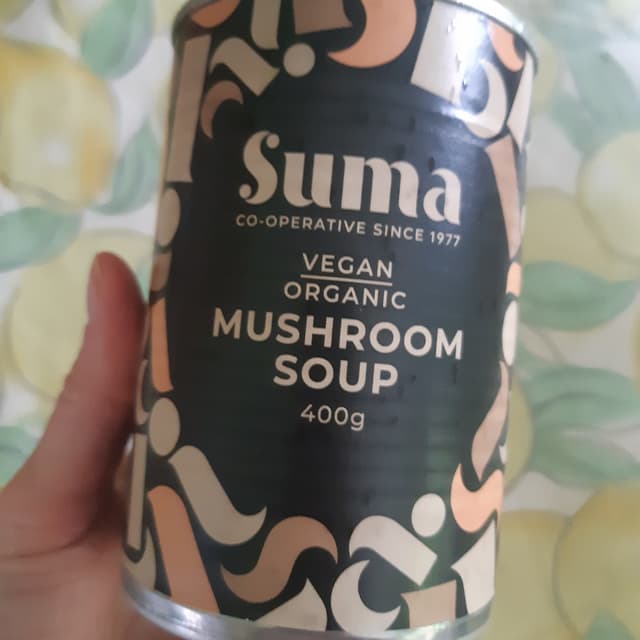 Suma
CO-OPERATIVE SINCE 1977
VEGAN
ORGANIC
MUSHROOM
SOUP
400g